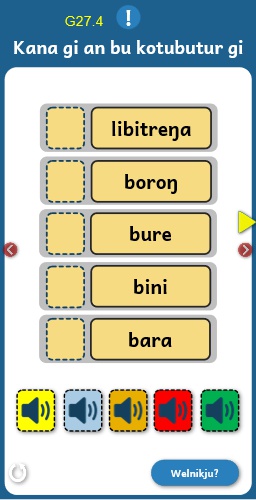 G27.4 !
Kana gi an bu kotubutur gi
libitreŋa
boroŋ
bure
bini
bara
Welnikju?